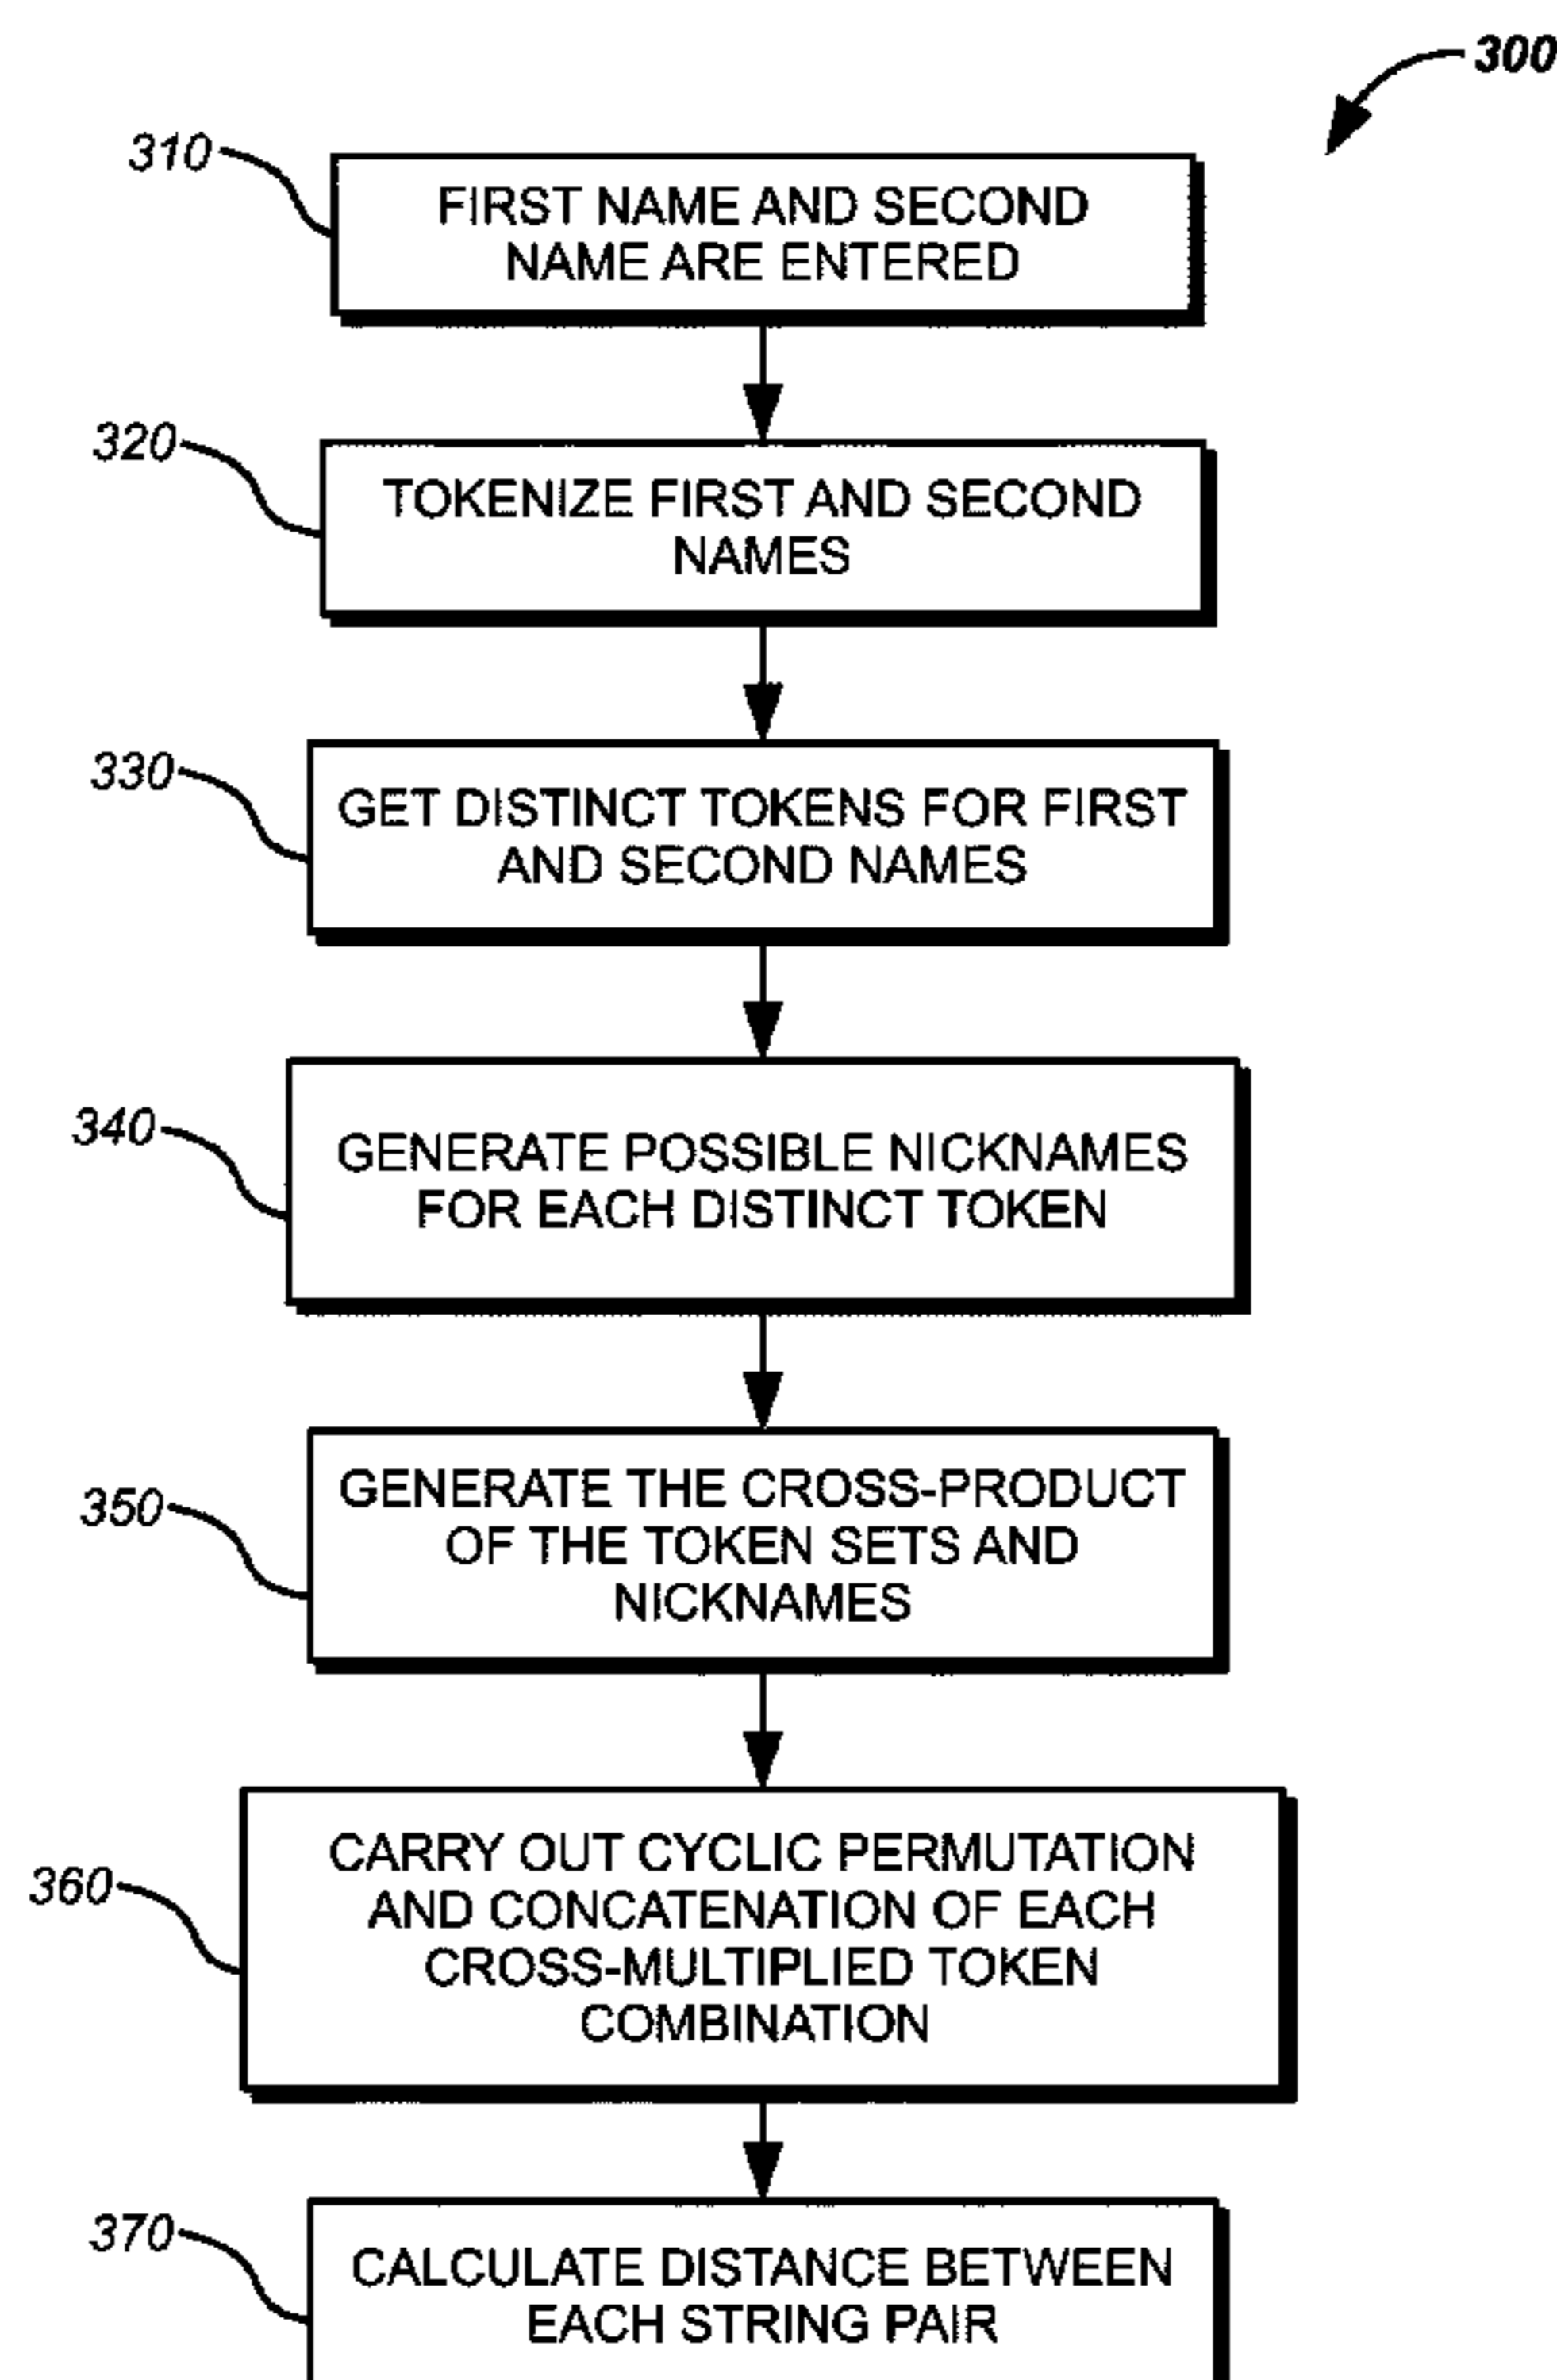 300
310
FIRST NAME AND SECOND
NAME ARE ENTERED
320
TOKENIZE FIRST AND SECOND
NAMES
330
GET DISTINCT TOKENS FOR FIRST
AND SECOND NAMES
340
GENERATE POSSIBLE NICKNAMES
FOR EACH DISTINCT TOKEN
350
GENERATE THE CROSS-PRODUCT
OF THE TOKEN SETS AND
NICKNAMES
360
CARRY OUT CYCLIC PERMUTATION
AND CONCATENATION OF EACH
CROSS-MULTIPLIED TOKEN
COMBINATION
370
CALCULATE DISTANCE BETWEEN
EACH STRING PAIR